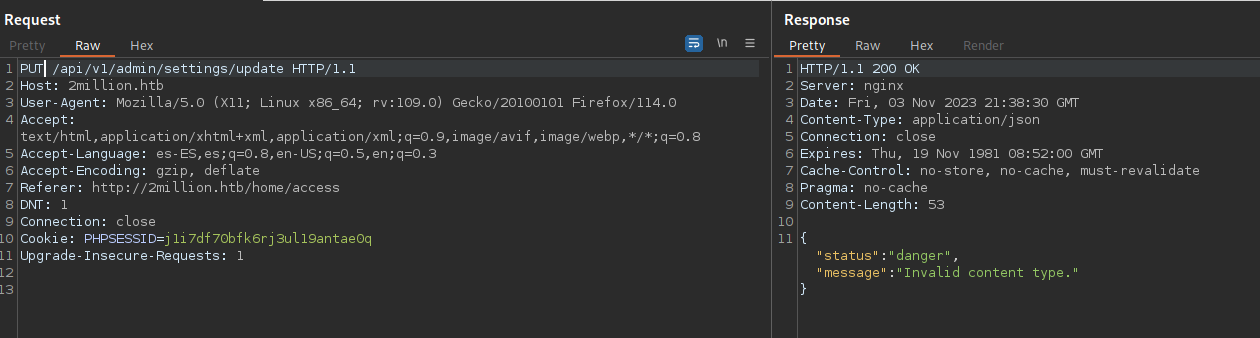 Request
Pretty Raw Hex
\n
1 PUT /api/v1/admin/settings/update HTTP/1.1
2 Host: 2million.htb
3 User-Agent: Mozilla/5.0 (X11; Linux x86_64; rv:109.0) Gecko/20100101 Firefox/114.0
4 Accept:
text/html,application/xhtml+xml,application/xml;q=0.9,image/avif,image/webp,*/*;q=0.8
5 Accept-Language: es-ES,es;q=0.8,en-US;q=0.5,en;q=0.3
6 Accept-Encoding: gzip, deflate
7 Referer: http://2million.htb/home/access
8 DNT: 1
9 Connection: close
10 Cookie: PHPSESSID=j1i7df70bfk6rj3ul19antae0q
11 Upgrade-Insecure-Requests: 1
12
13
Response
Pretty Raw Hex Render
1 HTTP/1.1 200 OK
2 Server: nginx
3 Date: Fri, 03 Nov 2023 21:38:30 GMT
4 Content-Type: application/json
5 Connection: close
6 Expires: Thu, 19 Nov 1981 08:52:00 GMT
7 Cache-Control: no-store, no-cache, must-revalidate
8 Pragma: no-cache
9 Content-Length: 53
10
11 {
"status":"danger",
"message":"Invalid content type."
}